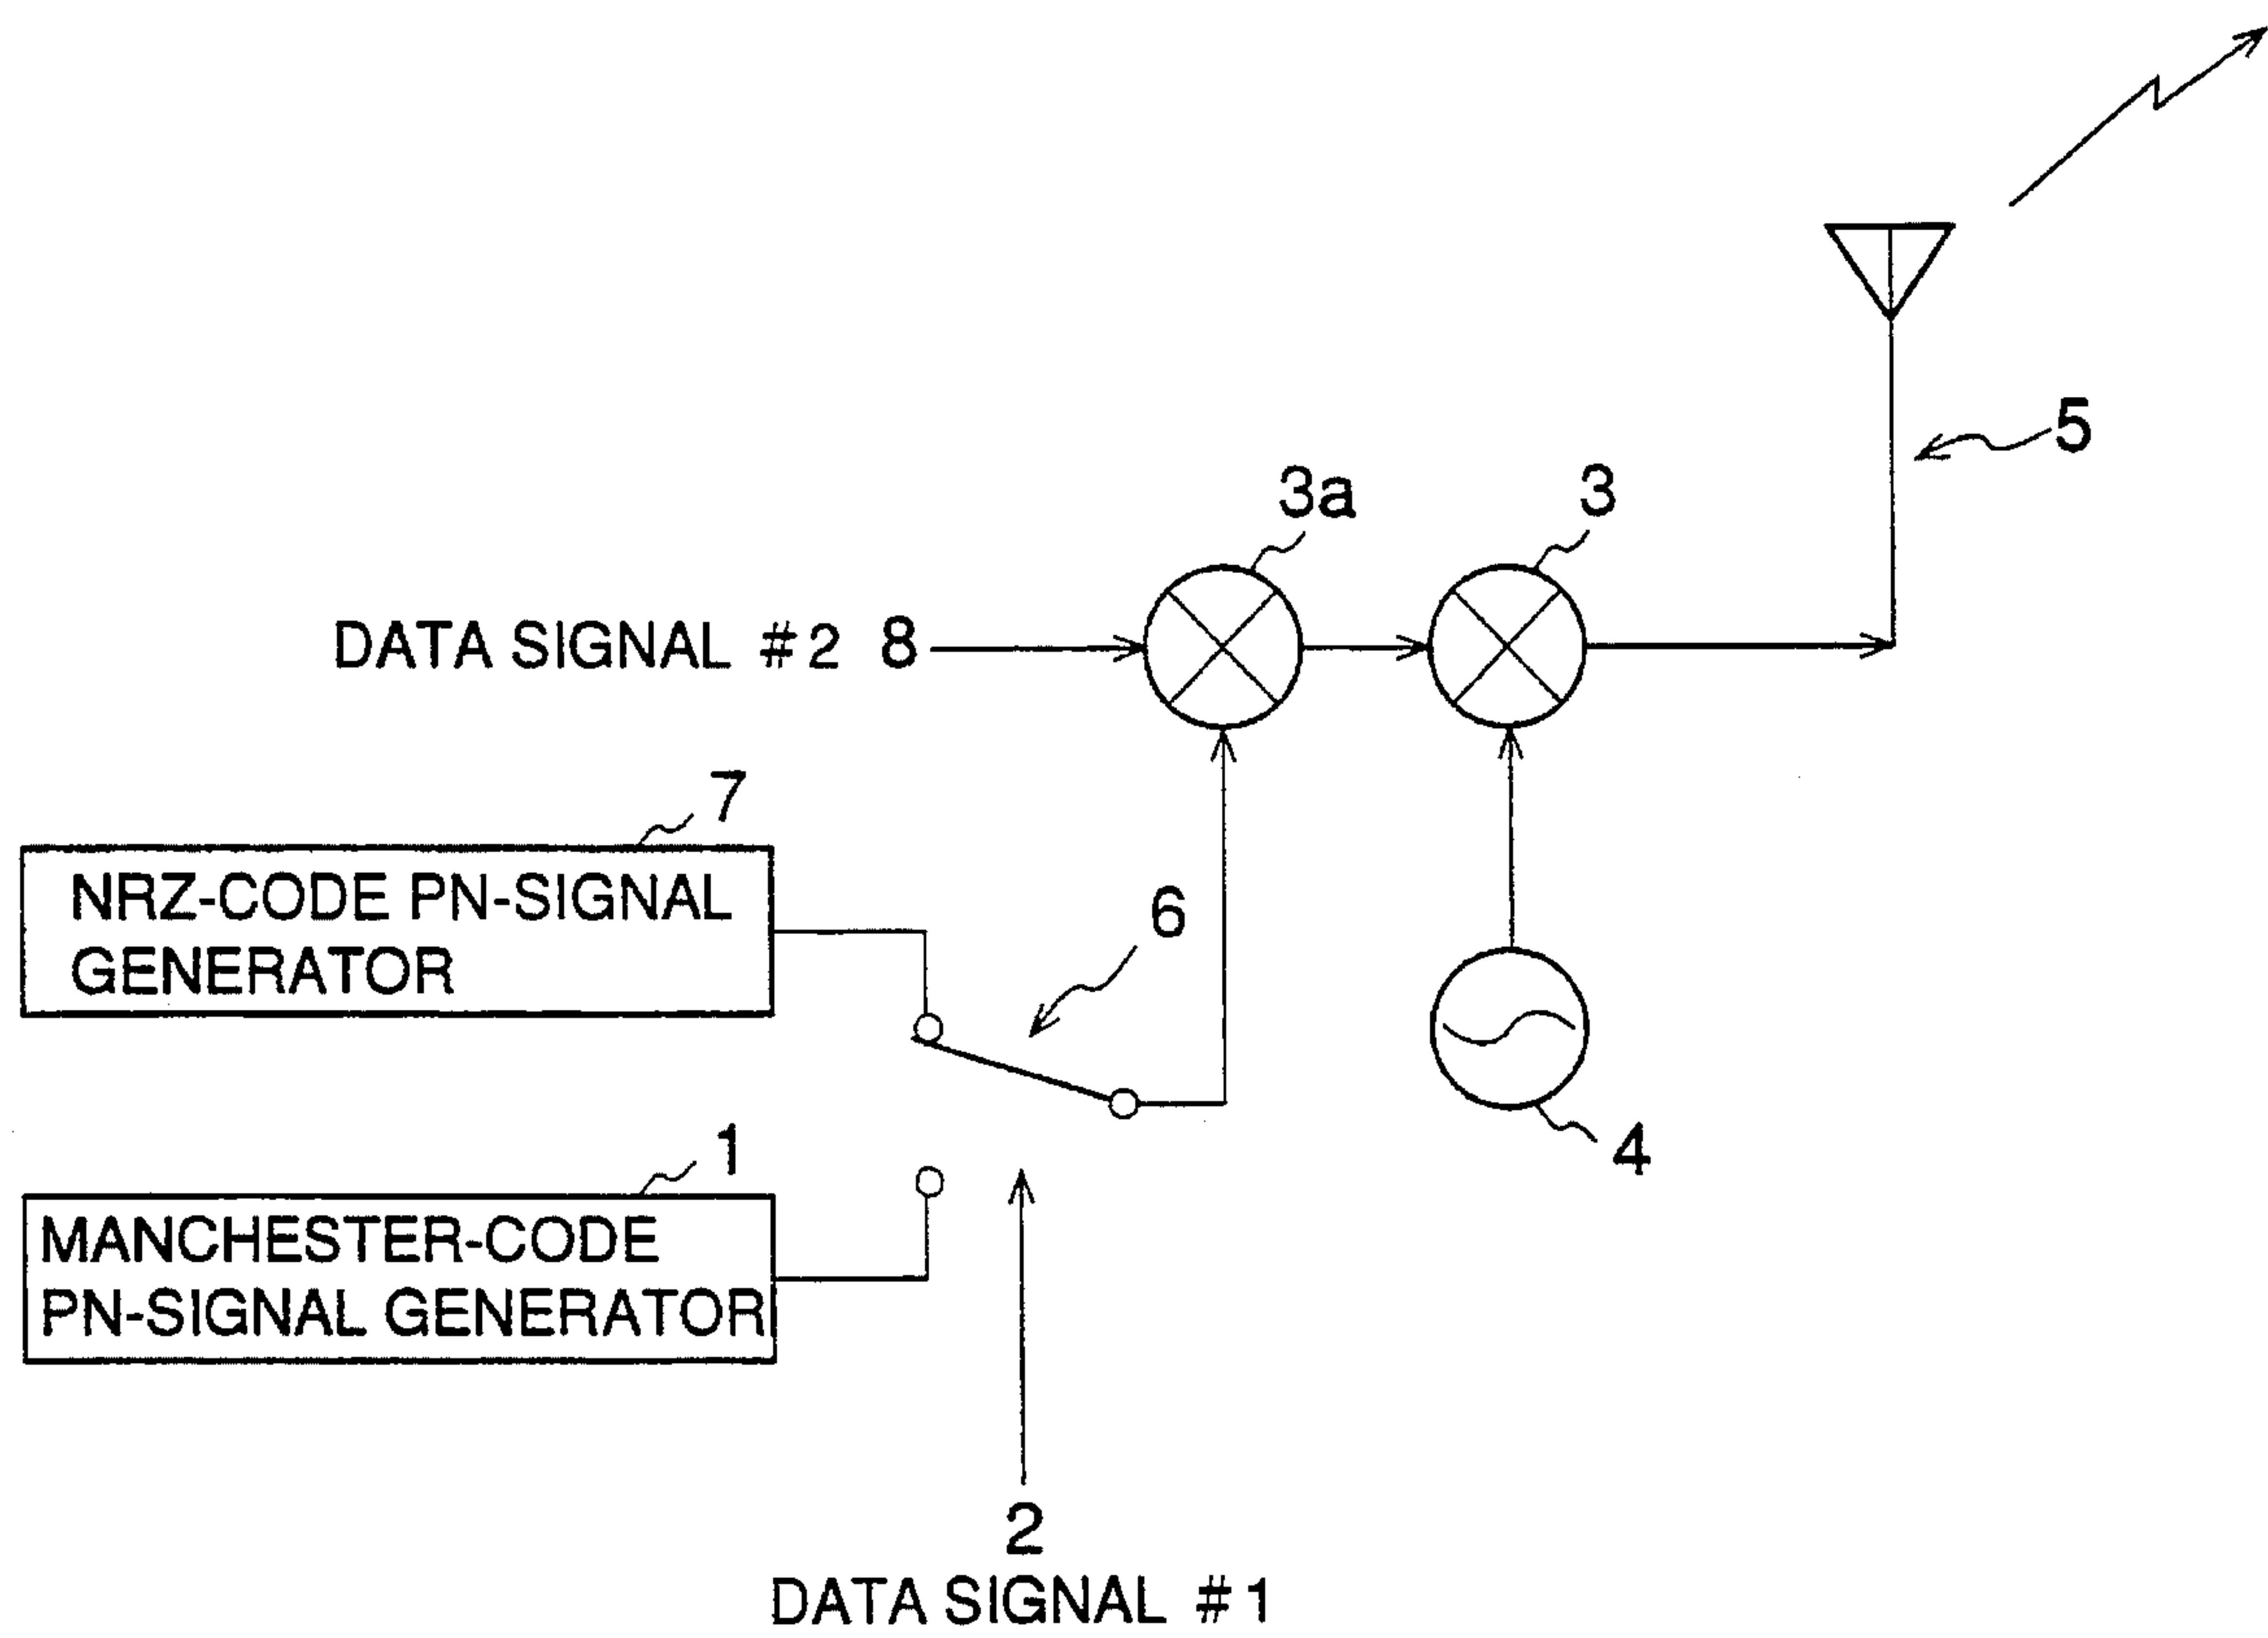 5
3a
3
DATA SIGNAL #2 8
7
NRZ-CODE PN-SIGNAL
GENERATOR
6
1
4
MANCHESTER-CODE
PN-SIGNAL GENERATOR
2
DATA SIGNAL #1